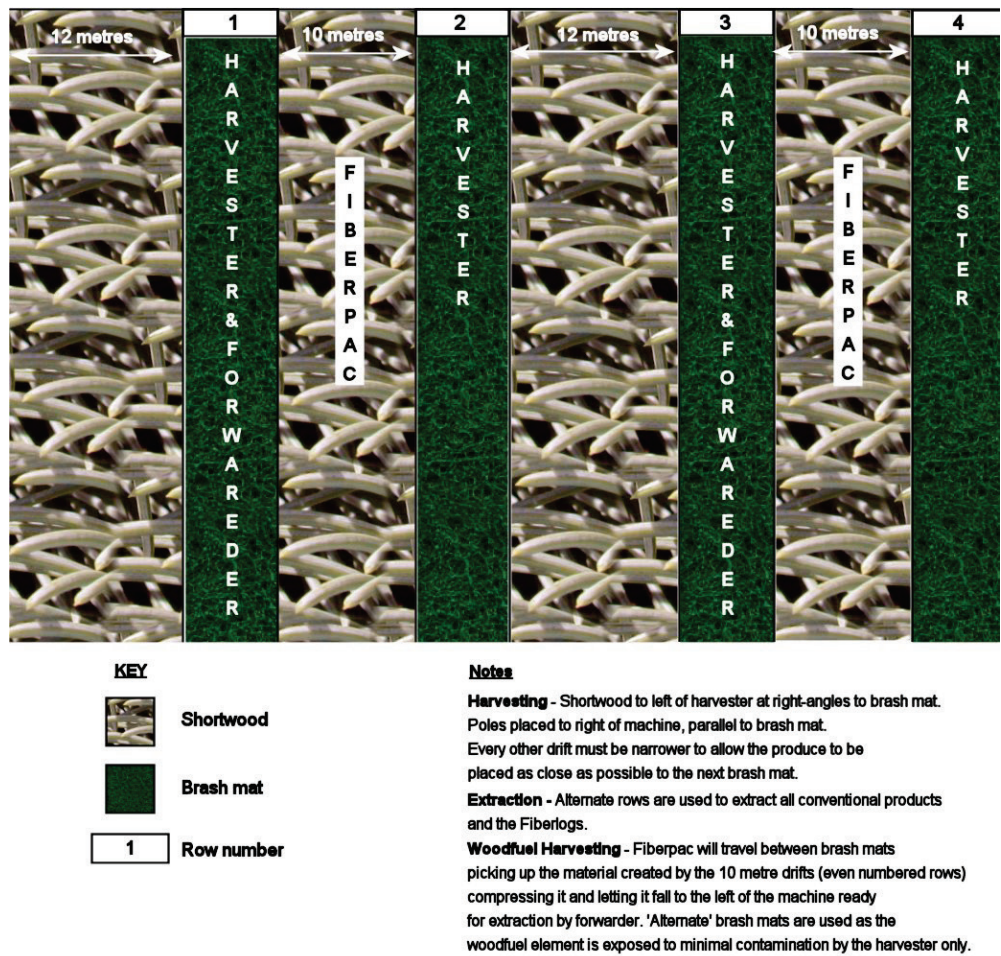 1
2
3
4
12 metres
10 metres
12 metres
10 metres
HARVESTER&FORWAREDER
FIBERPAC
HARVESTER
HARVESTER&FORWAREDER
FIBERPAC
HARVESTER
KEY
Shortwood
Brash mat
1
Row number
Notes
Harvesting - Shortwood to left of harvester at right-angles to brash mat.
Poles placed to right of machine, parallel to brash mat.
Every other drift must be narrower to allow the produce to be
placed as close as possible to the next brash mat.
Extraction - Alternate rows are used to extract all conventional products
and the Fiberlogs.
Woodfuel Harvesting - Fiberpac will travel between brash mats
picking up the material created by the 10 metre drifts (even numbered rows)
compressing it and letting it fall to the left of the machine ready
for extraction by forwarder. 'Alternate' brash mats are used as the
woodfuel element is exposed to minimal contamination by the harvester only.